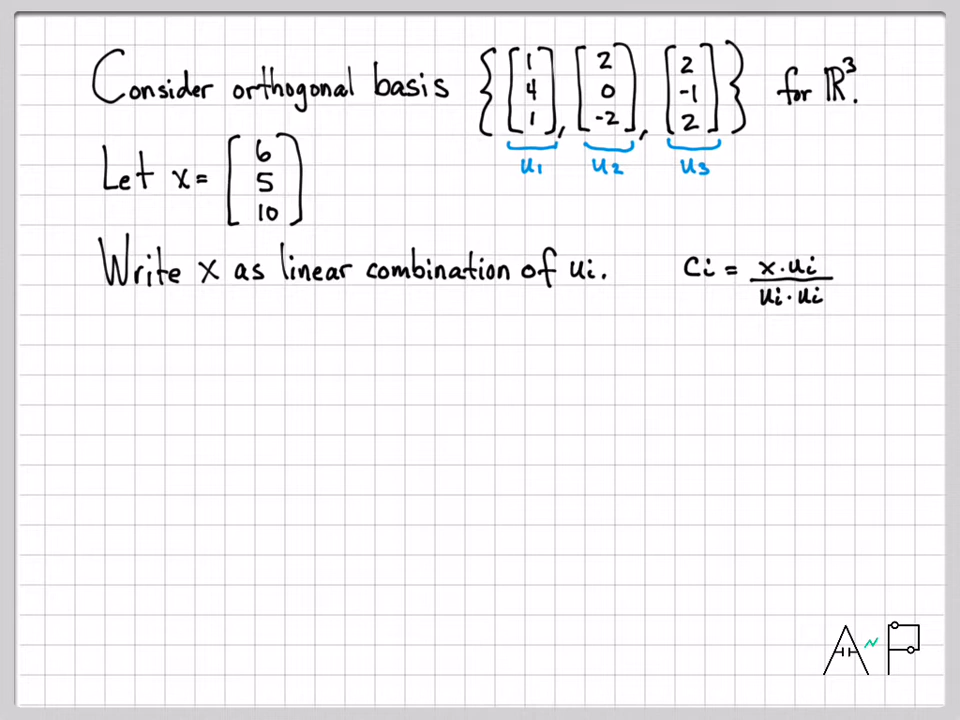 Consider orthogonal basis { [1 4 1], [2 0 -2], [2 -1 2] } for ℝ³.
u1 u2 u3
Let x = [6 5 10]
Write x as linear combination of ui.
Ci = x·ui / ui·ui
A~P